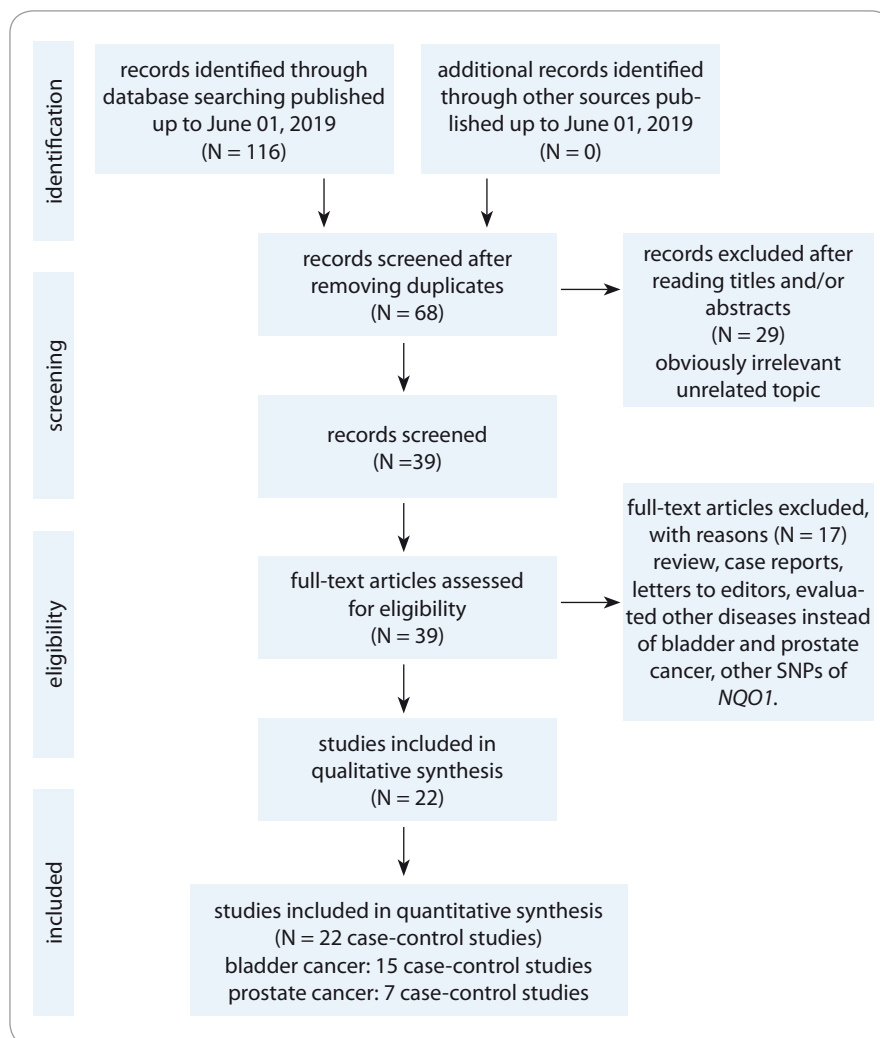 identification
records identified through
database searching published
up to June 01, 2019
(N = 116)
additional records identified
through other sources pub-
lished up to June 01, 2019
(N = 0)
screening
records screened after
removing duplicates
(N = 68)
records excluded after
reading titles and/or
abstracts
(N = 29)
obviously irrelevant
unrelated topic
records screened
(N =39)
eligibility
full-text articles assessed
for eligibility
(N = 39)
full-text articles excluded,
with reasons (N = 17)
review, case reports,
letters to editors, evalua-
ted other diseases instead
of bladder and prostate
cancer, other SNPs of
NQO1.
studies included in
qualitative synthesis
(N = 22)
included
studies included in quantitative synthesis
(N = 22 case-control studies)
bladder cancer: 15 case-control studies
prostate cancer: 7 case-control studies